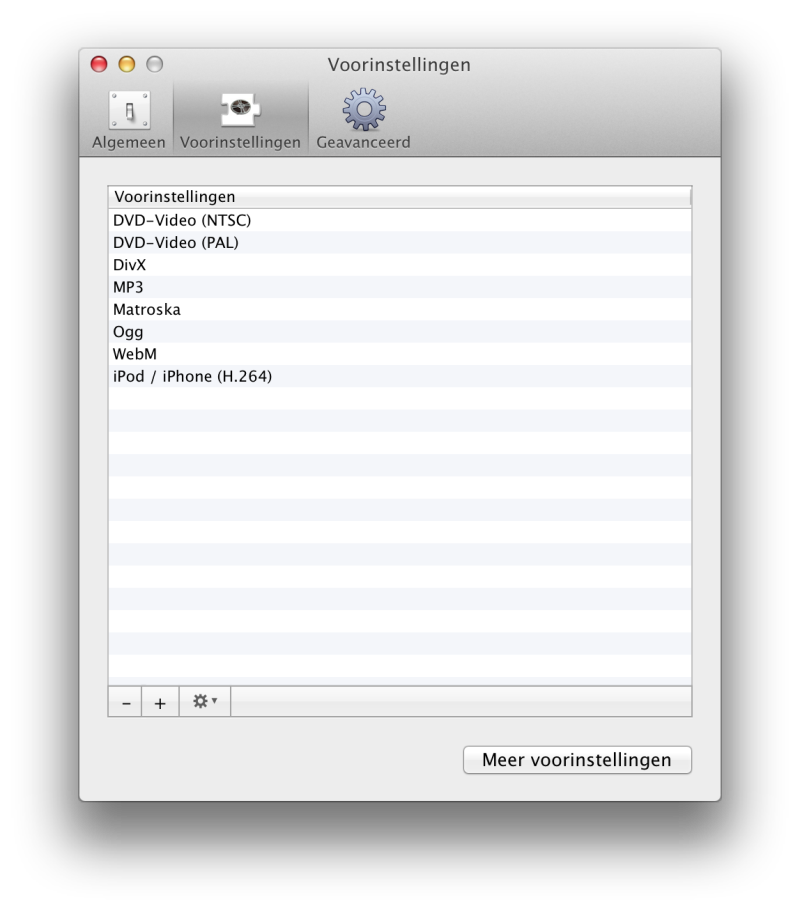 Voorinstellingen
Algemeen Voorinstellingen Geavanceerd
Voorinstellingen
DVD-Video (NTSC)
DVD-Video (PAL)
DivX
MP3
Matroska
Ogg
WebM
iPod / iPhone (H.264)
- +
Meer voorinstellingen